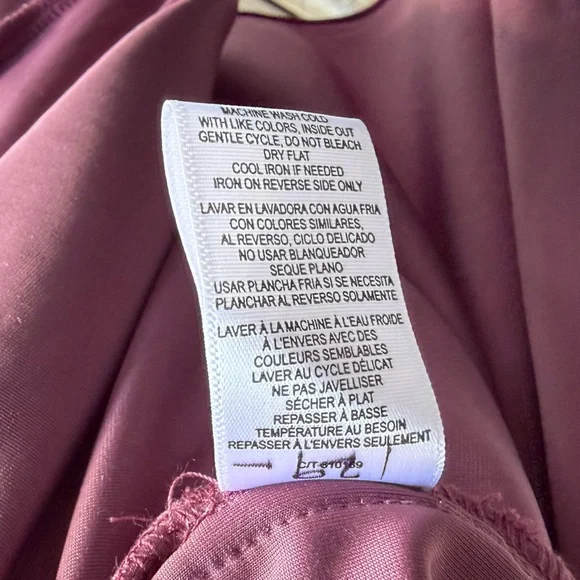 MACHINE WASH COLD
WITH LIKE COLORS, INSIDE OUT
GENTLE CYCLE, DO NOT BLEACH
DRY FLAT
COOL IRON IF NEEDED
IRON ON REVERSE SIDE ONLY
LAVAR EN LAVADORA CON AGUA FRIA
CON COLORES SIMILARES,
AL REVERSO, CICLO DELICADO
NO USAR BLANQUEADOR
SEQUE PLANO
USAR PLANCHA FRIA SI SE NECESITA
PLANCHAR AL REVERSO SOLAMENTE
LAVER À LA MACHINE À L'EAU FROIDE
À L'ENVERS AVEC DES
COULEURS SEMBLABLES
LAVER AU CYCLE DÉLICAT
NE PAS JAVELLISER
SÉCHER À PLAT
REPASSER À BASSE
TEMPÉRATURE AU BESOIN
REPASSER À L'ENVERS SEULEMENT